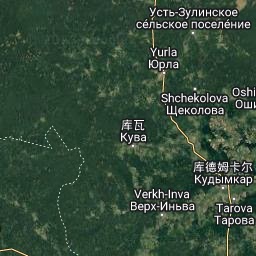 Усть-Зулинское
сельское поселение
Yurla
Юрла
Shchekolova
Щеколова
Osh
Оши
库瓦
Кува
库德姆卡尔
Кудымкар
Verkh-Inva
Верх-Иньва
Tarova
Тарова